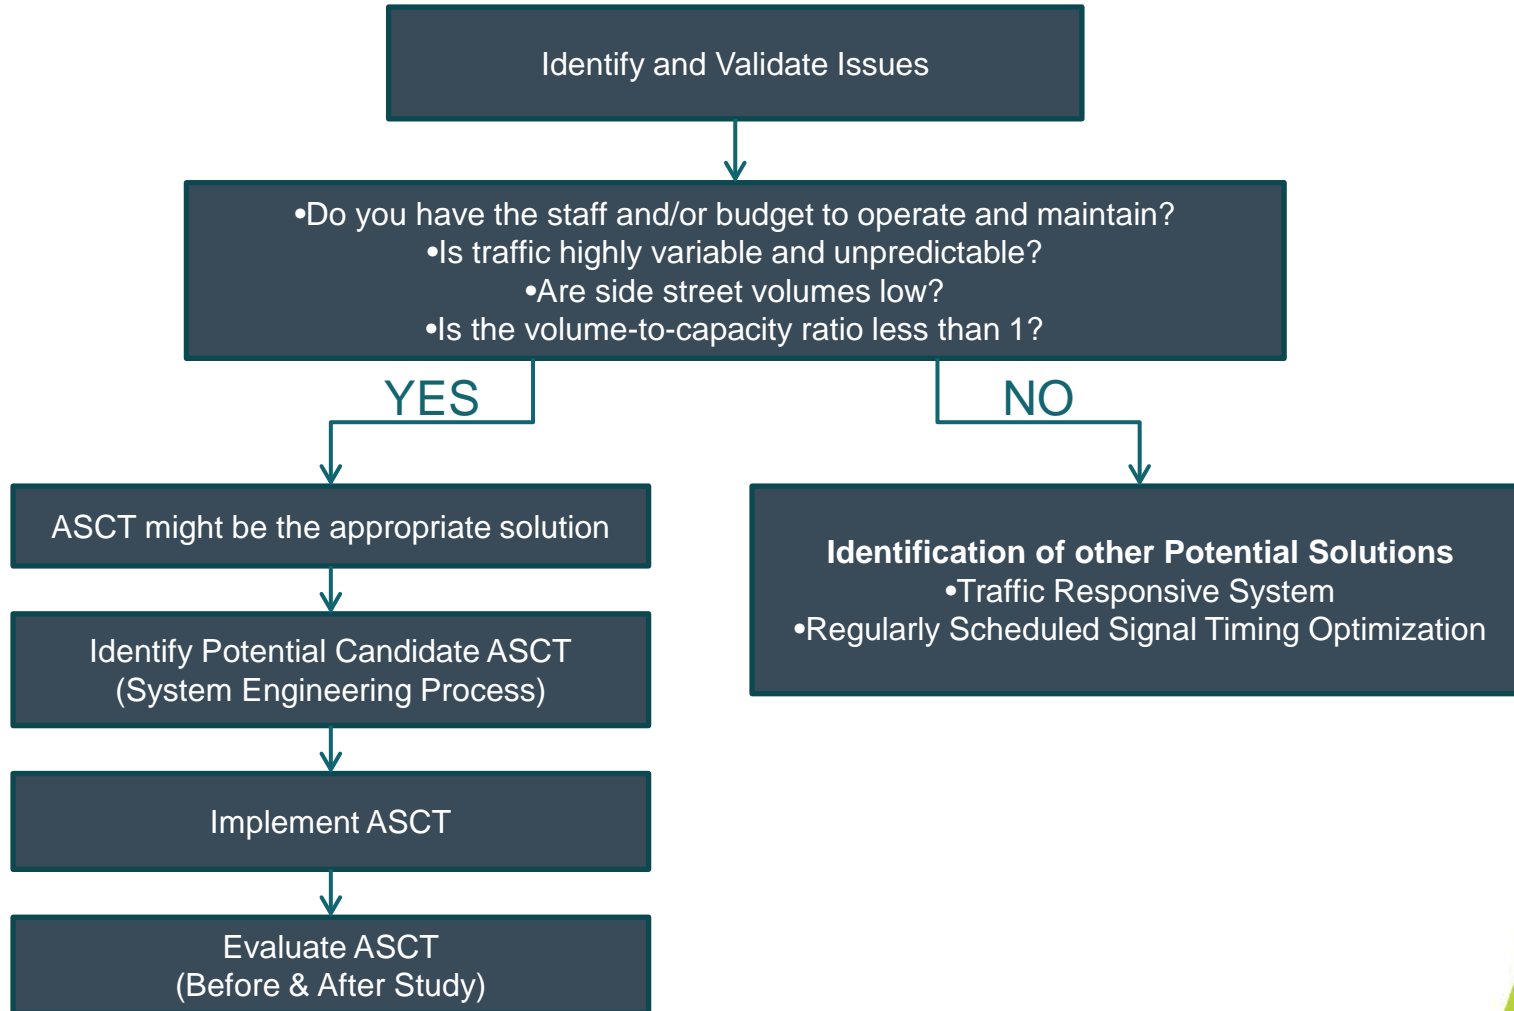 Identify and Validate Issues
•Do you have the staff and/or budget to operate and maintain?
•Is traffic highly variable and unpredictable?
•Are side street volumes low?
•Is the volume-to-capacity ratio less than 1?
YES
NO
ASCT might be the appropriate solution
Identify Potential Candidate ASCT
(System Engineering Process)
Implement ASCT
Evaluate ASCT
(Before & After Study)
Identification of other Potential Solutions
•Traffic Responsive System
•Regularly Scheduled Signal Timing Optimization